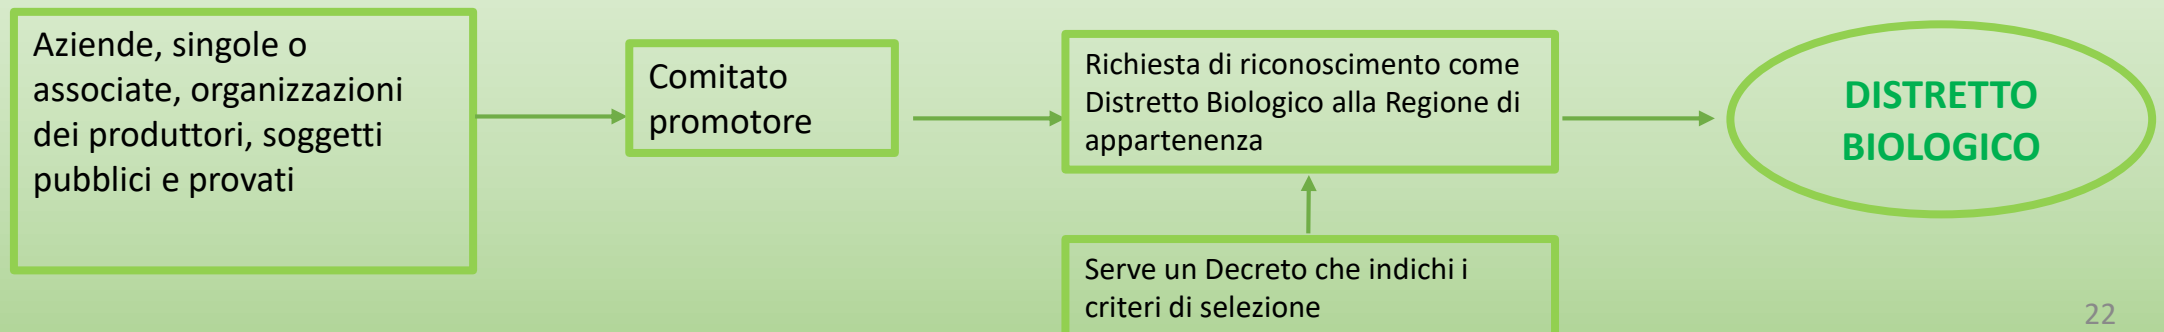 Aziende, singole o
associate, organizzazioni
dei produttori, soggetti
pubblici e provati
Comitato
promotore
Richiesta di riconoscimento come
Distretto Biologico alla Regione di
appartenenza
DISTRETTO
BIOLOGICO
Serve un Decreto che indichi i
criteri di selezione
22